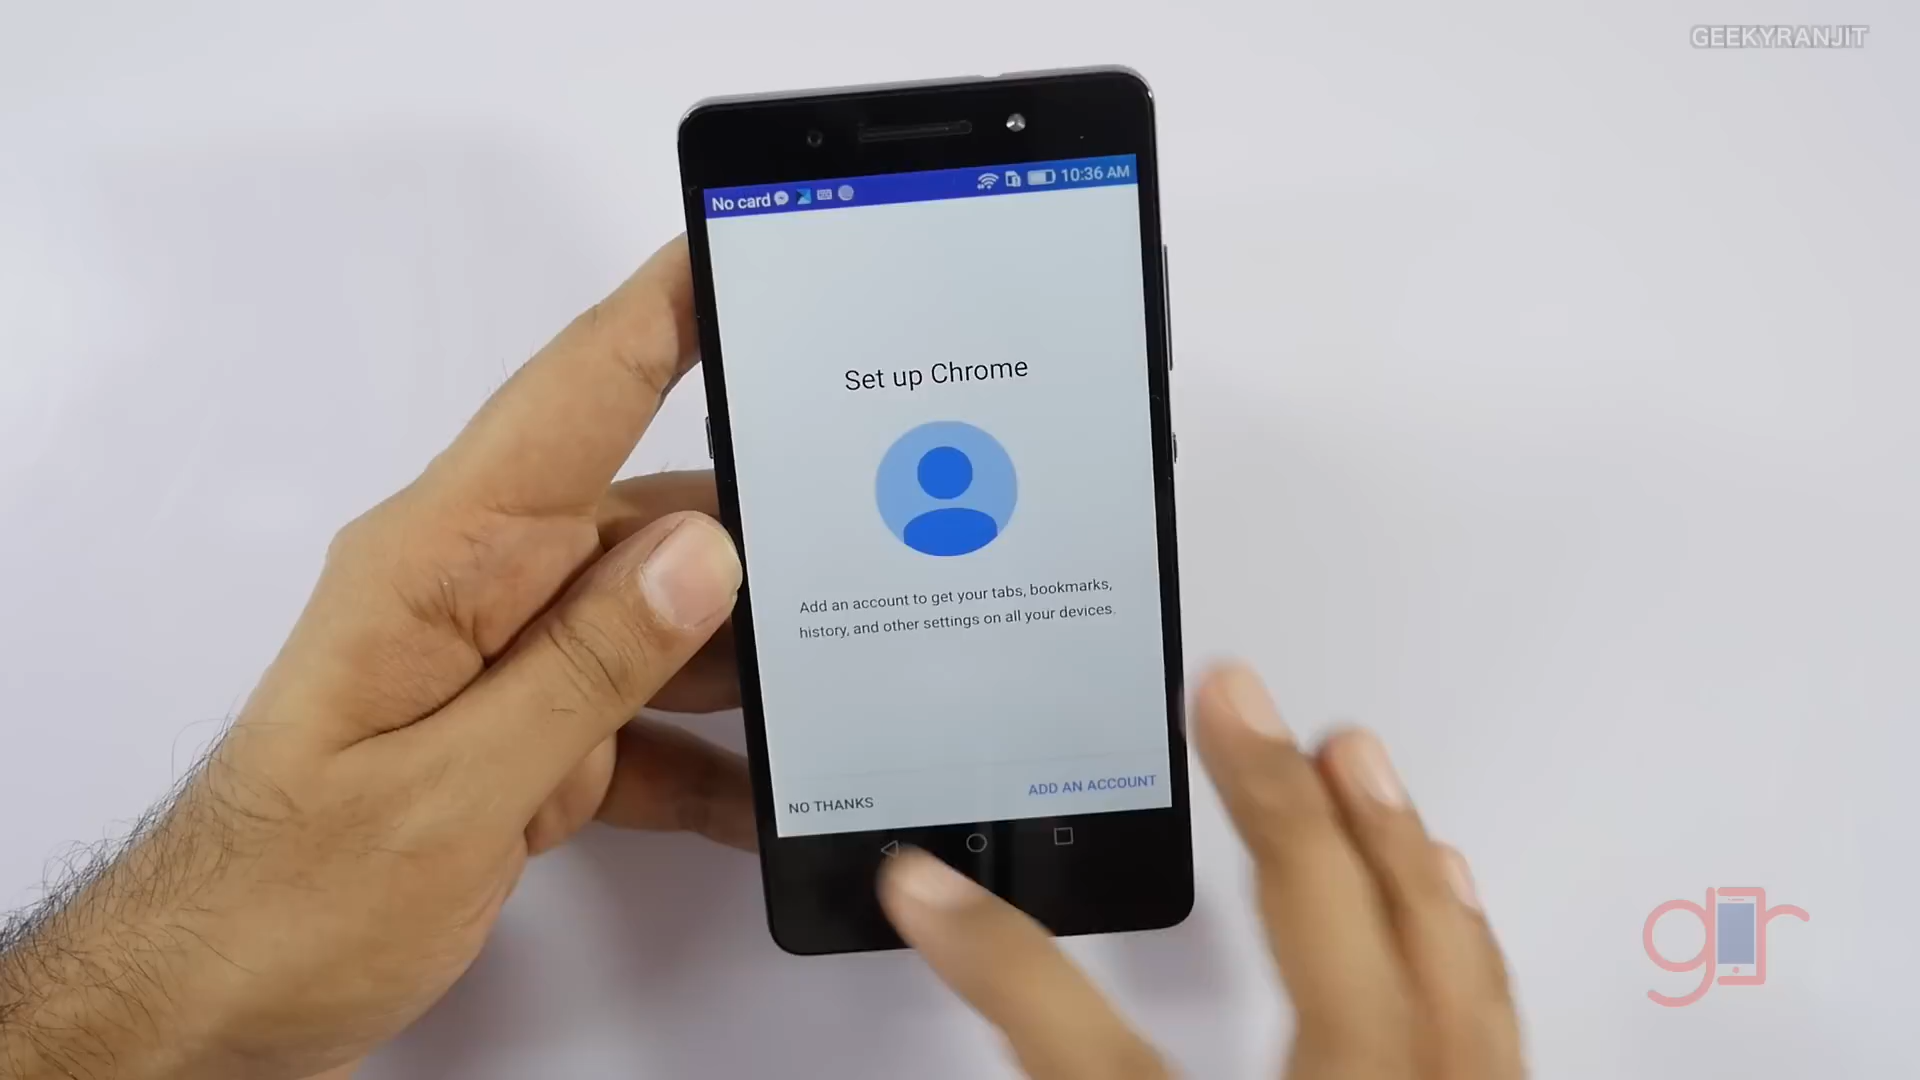 GEEKYRANJIT
No card
10:36 AM
Set up Chrome
Add an account to get your tabs, bookmarks,
history, and other settings on all your devices.
NO THANKS
ADD AN ACCOUNT
gr